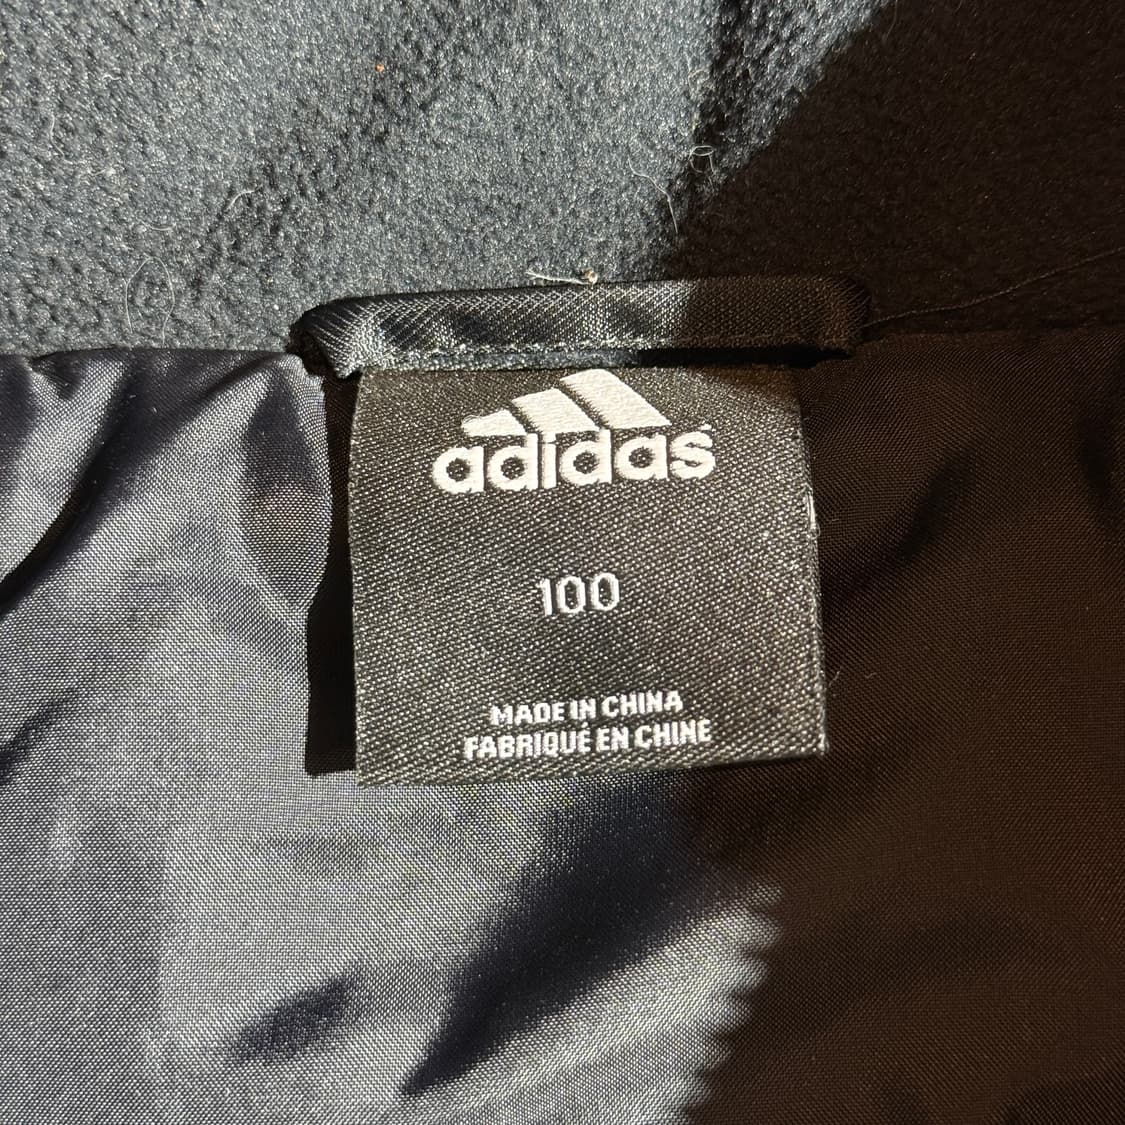 adidas
100
MADE IN CHINA
FABRIQUÉ EN CHINE